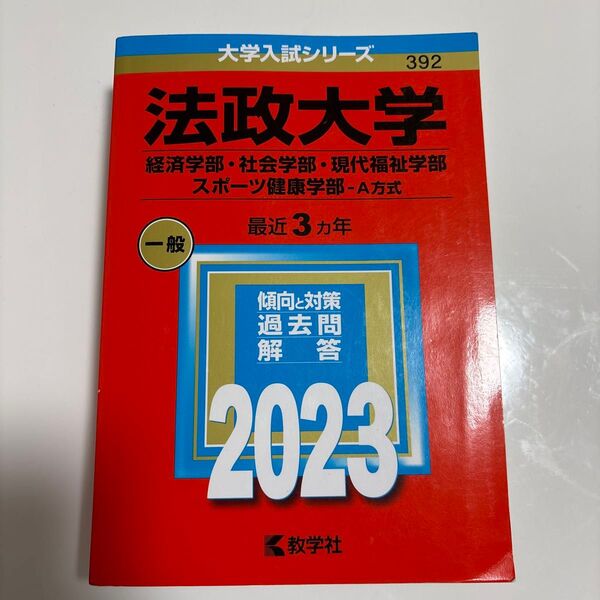 大学入試シリーズ
392
法政大学
経済学部・社会学部・現代福祉学部
スポーツ健康学部-A方式
最近3カ年
一般
傾向と対策
過去問
解答
2023
教学社